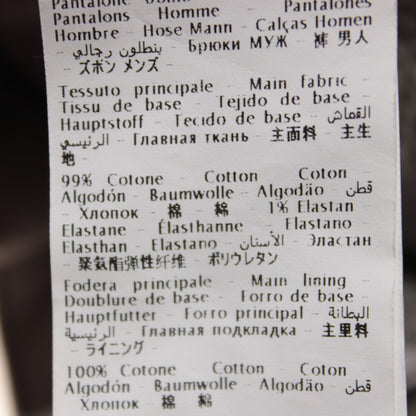 Pantalons Homme - Pantalones
Hombre - Hose Mann - Calças Homen
- بنطلون رجالي - Брюки МУЖ - 裤 男人
- ズボン メンズ -
Tessuto principale - Main fabric -
Tissu de base - Tejido de base -
Hauptstoff - Tecido de base - القماش
الرئيسي - Главная ткань - 主面料 - 主生
地 -
99% Cotone - Cotton - Coton
Algodón - Baumwolle - Algodão - قطن
- Хлопок - 棉 - 綿 1% Elastan
Elastane - Élasthanne - Elastano
Elasthan - Elastano - الأستان - Эластан
- 聚氨酯弹性纤维 - ポリウレタン
Fodera principale - Main lining -
Doublure de base - Forro de base -
Hauptfutter - Forro principal - البطانة
الرئيسية - Главная подкладка - 主里料
- ライニング -
100% Cotone - Cotton - Coton
Algodón - Baumwolle - Algodão - قطن
- Хлопок - 棉 - 綿